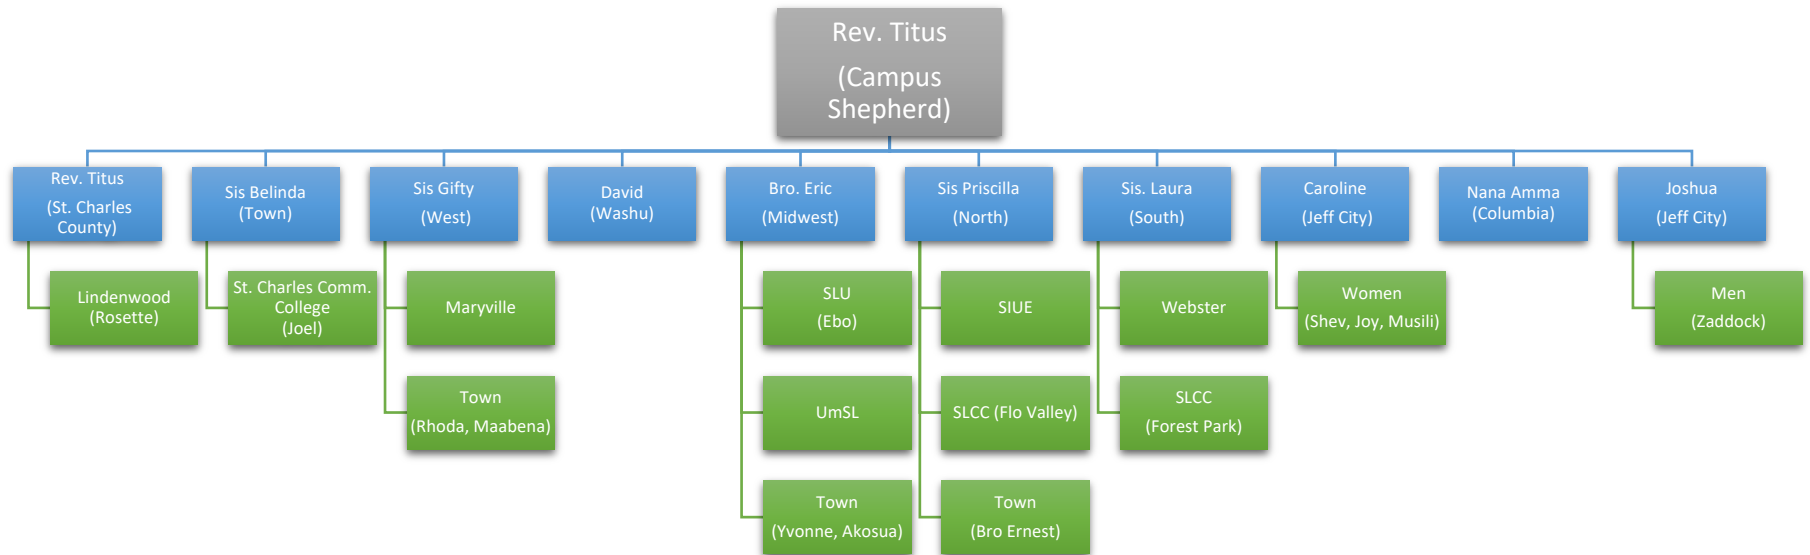 Rev. Titus
(Campus
Shepherd)
Rev. Titus
(St. Charles
County)
Sis Belinda
(Town)
Sis Gifty
(West)
David
(Washu)
Bro. Eric
(Midwest)
Sis Priscilla
(North)
Sis. Laura
(South)
Caroline
(Jeff City)
Nana Amma
(Columbia)
Joshua
(Jeff City)
Lindenwood
(Rosette)
St. Charles Comm.
College
(Joel)
Maryville
SLU
(Ebo)
SIUE
Webster
Women
(Shev, Joy, Musili)
Men
(Zaddock)
Town
(Rhoda, Maabena)
UmSL
SLCC (Flo Valley)
SLCC
(Forest Park)
Town
(Yvonne, Akosua)
Town
(Bro Ernest)